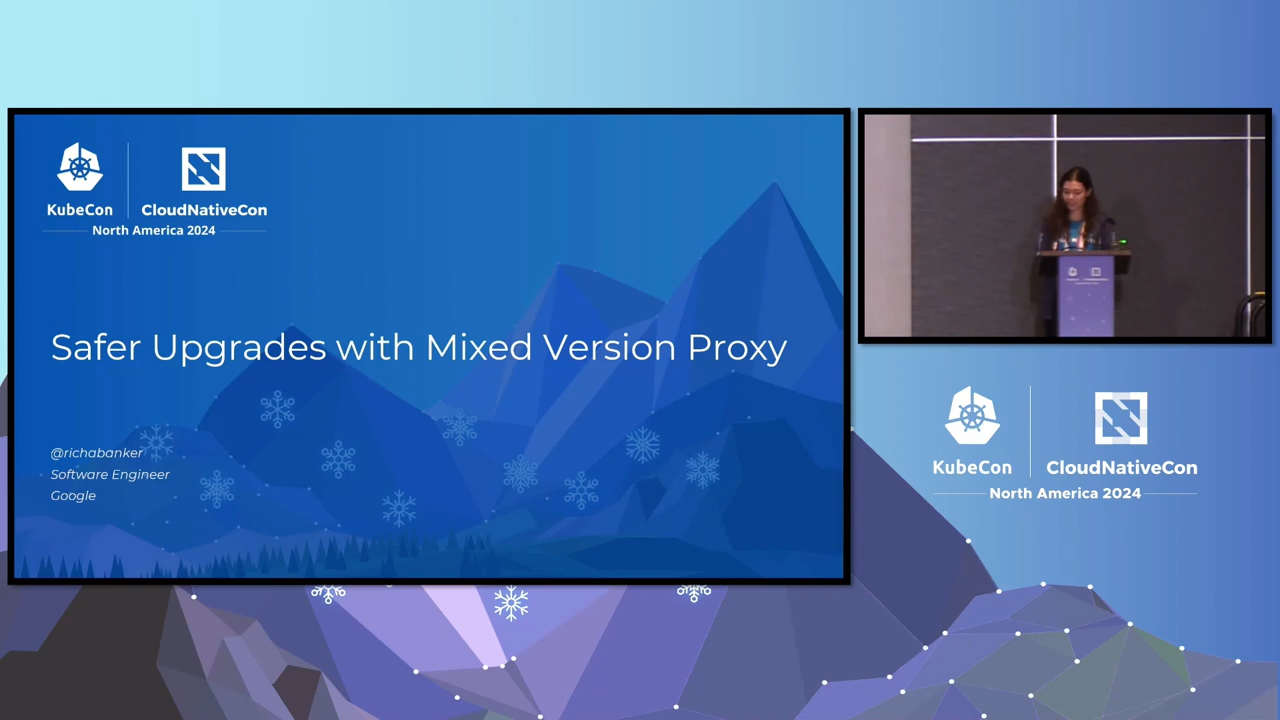 KubeCon
CloudNativeCon
North America 2024
Safer Upgrades with Mixed Version Proxy
@richabanker
Software Engineer
Google
KubeCon
CloudNativeCon
North America 2024